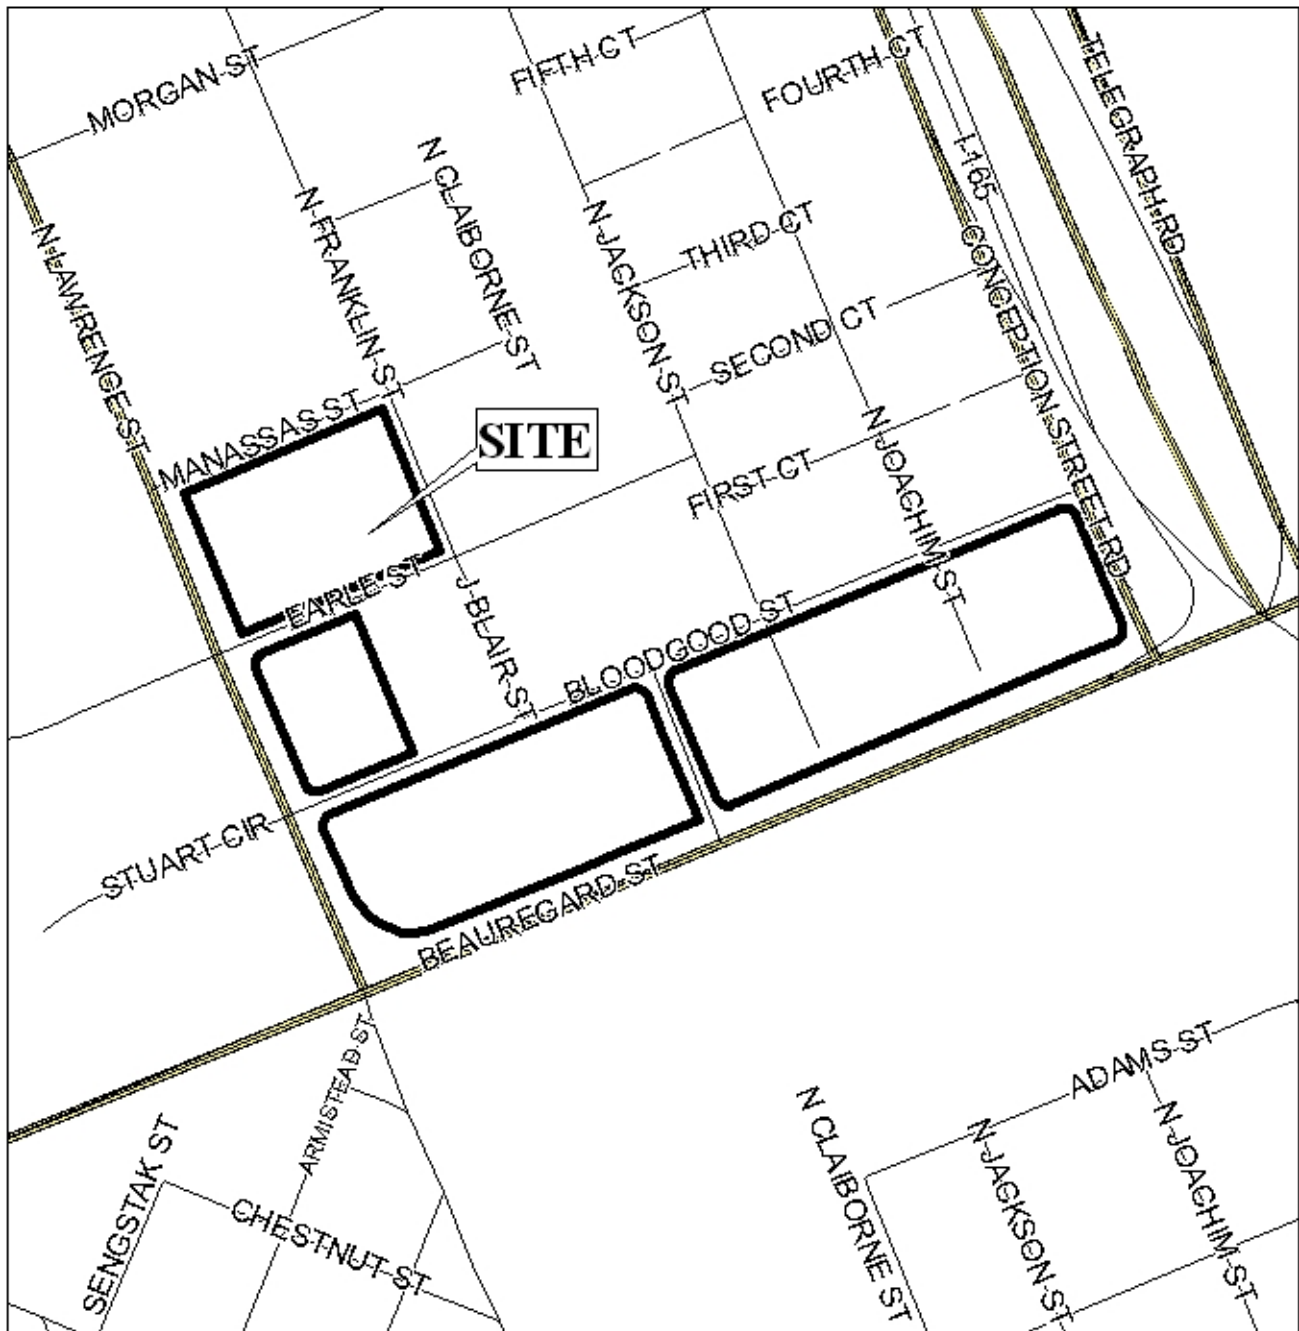 MORGAN ST
FIFTH CT
FOURTH CT
TELEGRAPH RD
I-165
N CLAIBORNE ST
N FRANKLIN ST
N JACKSON ST
THIRD CT
N LAWRENCE ST
CONCEPTION STREET RD
SECOND CT
MANASSAS ST
SITE
FIRST CT
N JOACHIM ST
EARLE ST
J BLAIR ST
BLOODGOOD ST
STUART CIR
BEAUREGARD ST
ARMISTEAD ST
ADAMS ST
SENGSTAK ST
CHESTNUT ST
N CLAIBORNE ST
N JACKSON ST
N JOACHIM ST